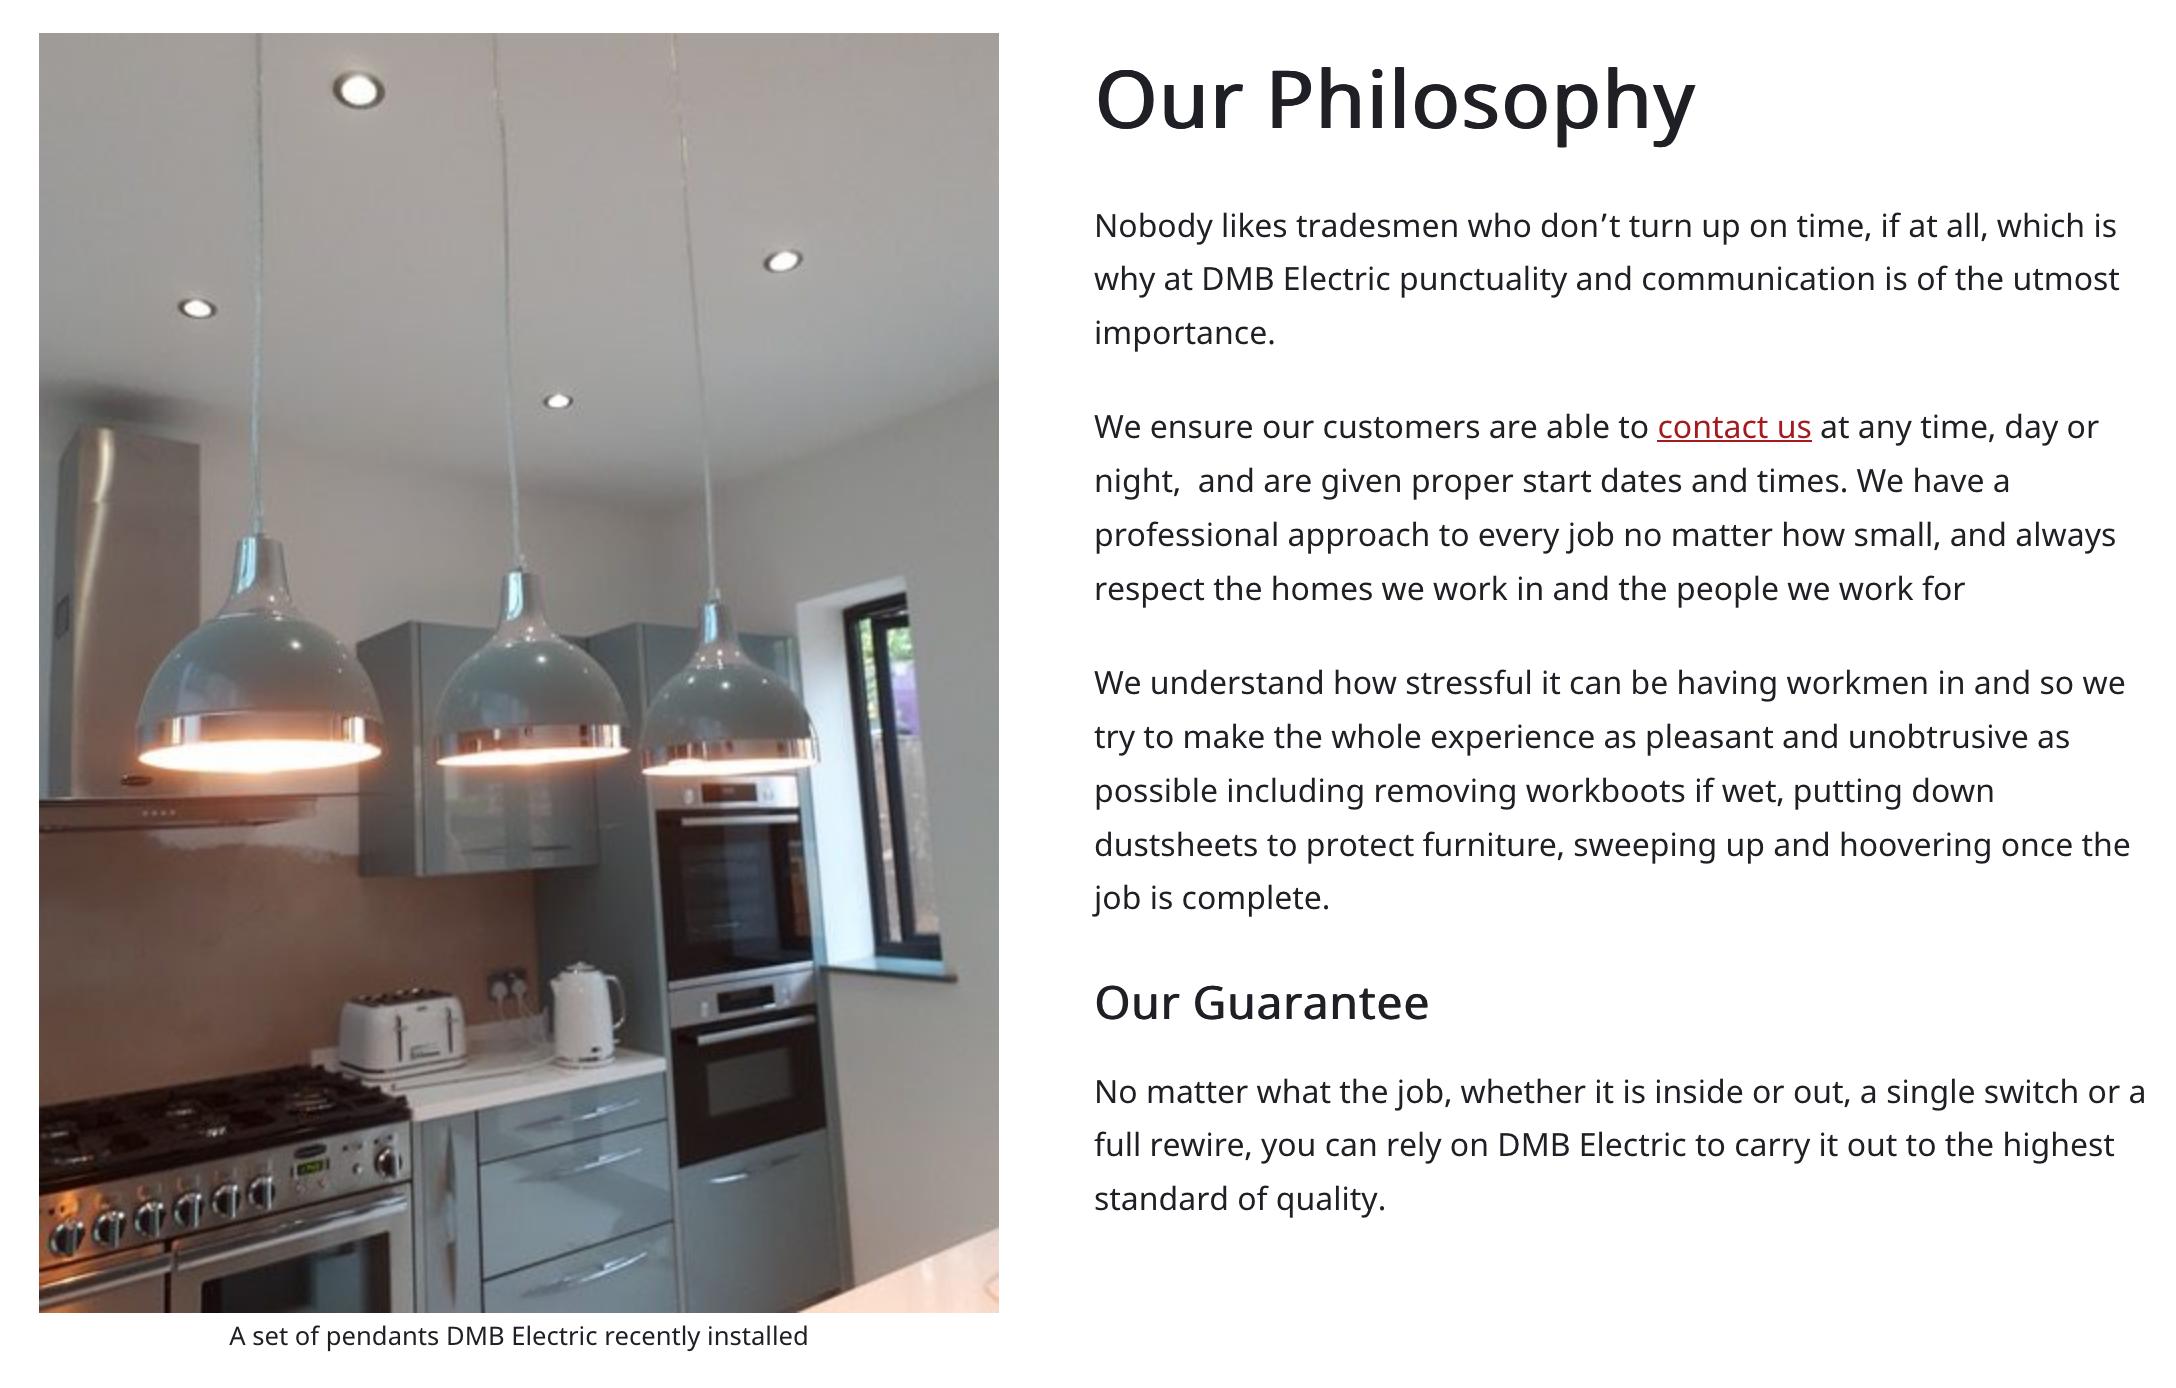 Our Philosophy
Nobody likes tradesmen who don’t turn up on time, if at all, which is
why at DMB Electric punctuality and communication is of the utmost
importance.
We ensure our customers are able to contact us at any time, day or
night,  and are given proper start dates and times. We have a
professional approach to every job no matter how small, and always
respect the homes we work in and the people we work for
We understand how stressful it can be having workmen in and so we
try to make the whole experience as pleasant and unobtrusive as
possible including removing workboots if wet, putting down
dustsheets to protect furniture, sweeping up and hoovering once the
job is complete.
Our Guarantee
No matter what the job, whether it is inside or out, a single switch or a
full rewire, you can rely on DMB Electric to carry it out to the highest
standard of quality.
A set of pendants DMB Electric recently installed